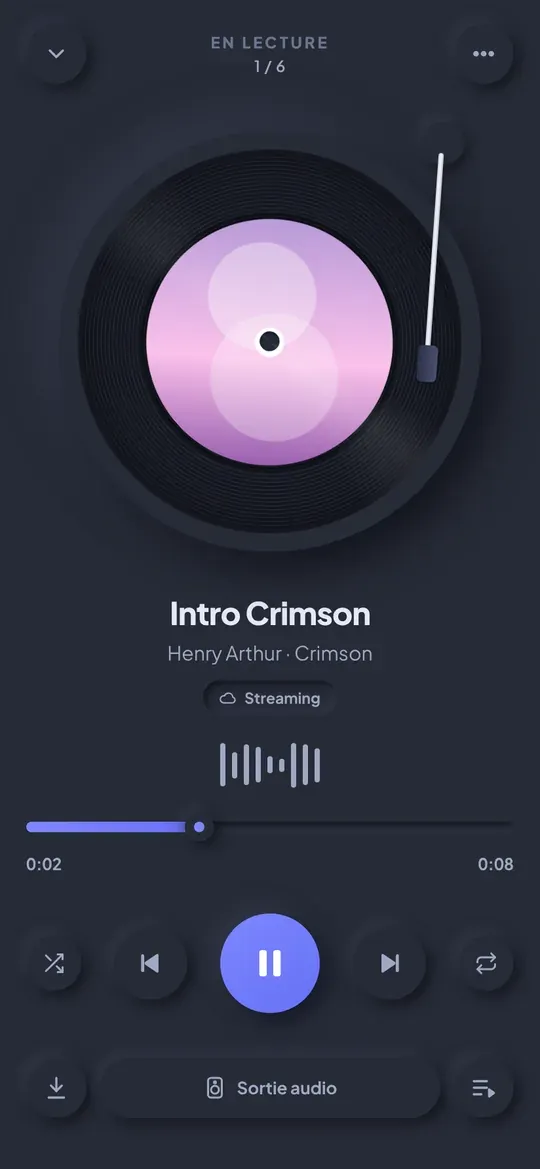 EN LECTURE
1 / 6
Intro Crimson
Henry Arthur · Crimson
Streaming
0:02
0:08
Sortie audio